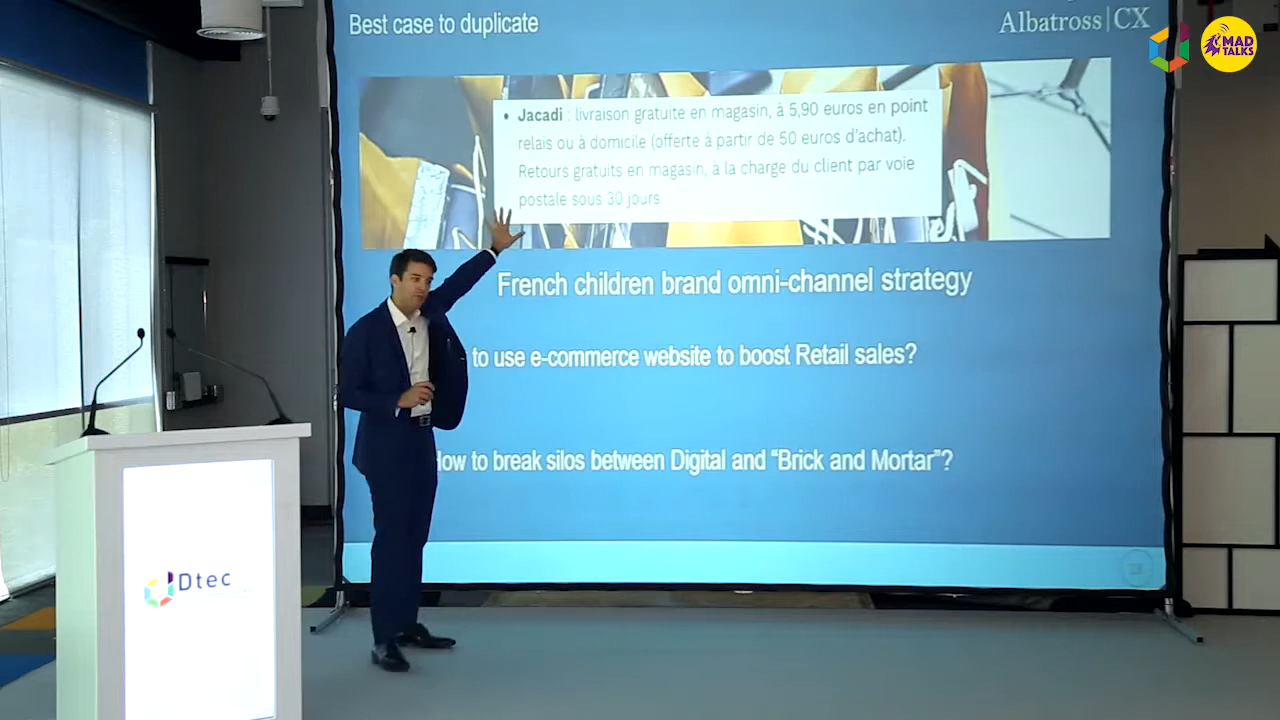 Best case to duplicate
Albatross|CX
MAD
TALKS
• Jacadi : livraison gratuite en magasin, à 5,90 euros en point
relais ou à domicile (offerte à partir de 50 euros d'achat).
Retours gratuits en magasin, à la charge du client par voie
postale sous 30 jours.
French children brand omni-channel strategy
to use e-commerce website to boost Retail sales?
How to break silos between Digital and “Brick and Mortar”?
Dtec